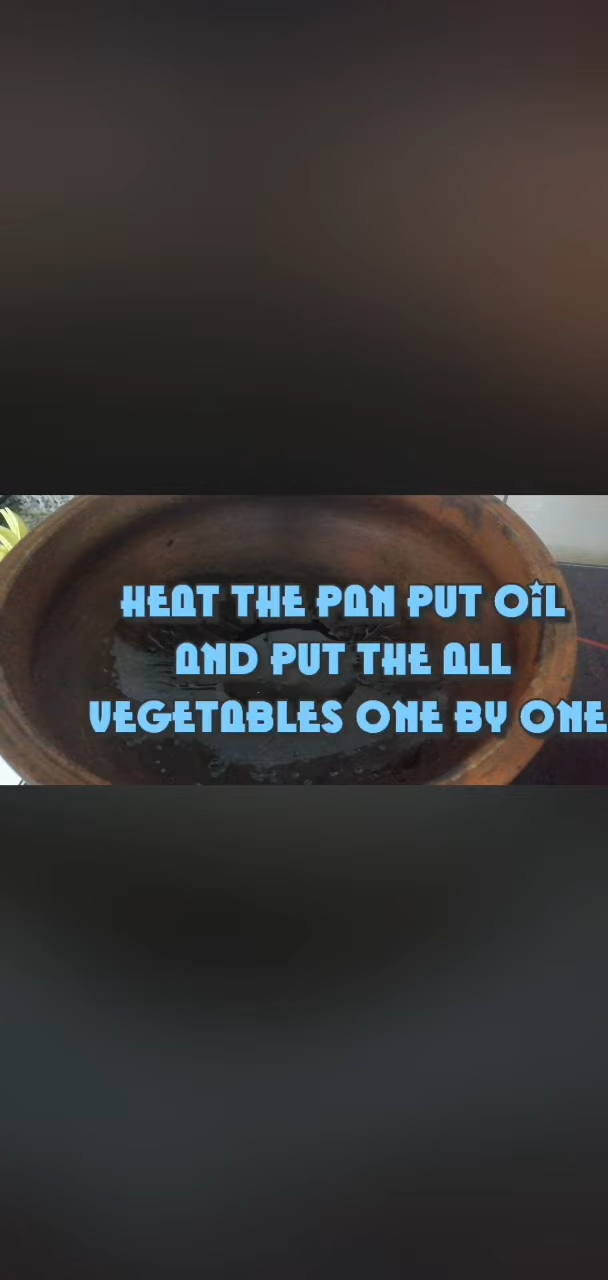 HEAT THE PAN PUT OiL
AND PUT THE ALL
VEGETABLES ONE BY ONE